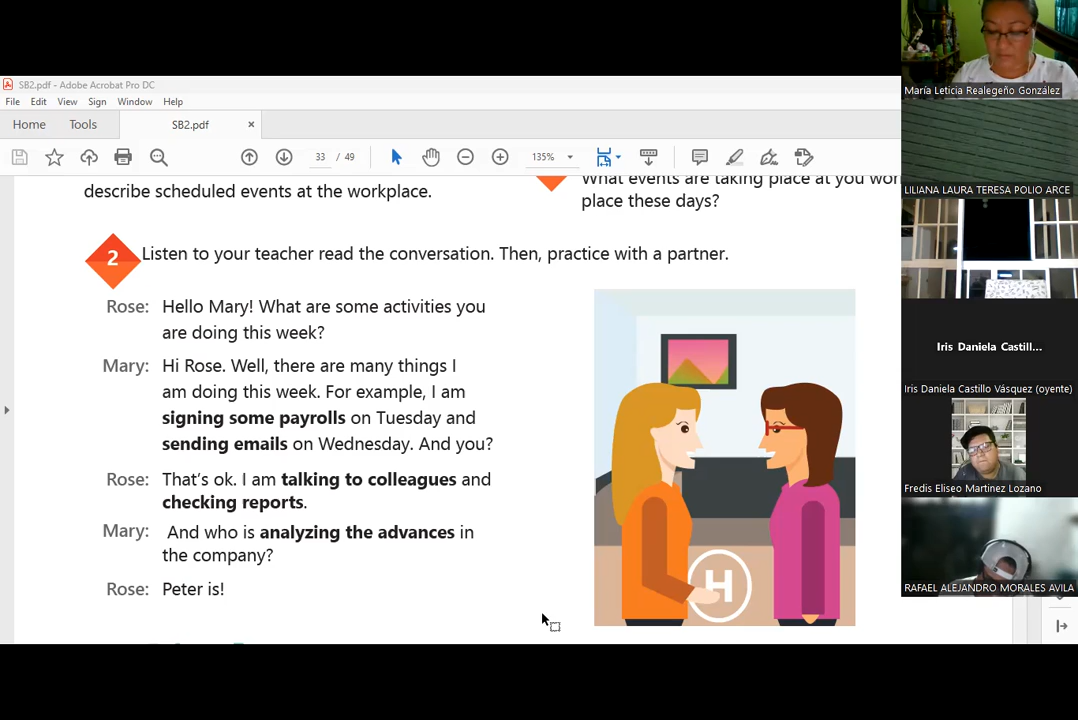 SB2.pdf - Adobe Acrobat Pro DC
File Edit View Sign Window Help
Home Tools SB2.pdf ×
33 / 49 135%
describe scheduled events at the workplace.
What events are taking place at you wor
place these days?
2 Listen to your teacher read the conversation. Then, practice with a partner.
Rose: Hello Mary! What are some activities you
are doing this week?
Mary: Hi Rose. Well, there are many things I
am doing this week. For example, I am
signing some payrolls on Tuesday and
sending emails on Wednesday. And you?
Rose: That's ok. I am talking to colleagues and
checking reports.
Mary: And who is analyzing the advances in
the company?
Rose: Peter is!
H
María Leticia Realegeño González
LILIANA LAURA TERESA POLIO ARCE
Iris Daniela Castill...
Iris Daniela Castillo Vásquez (oyente)
Fredis Eliseo Martinez Lozano
RAFAEL ALEJANDRO MORALES AVILA